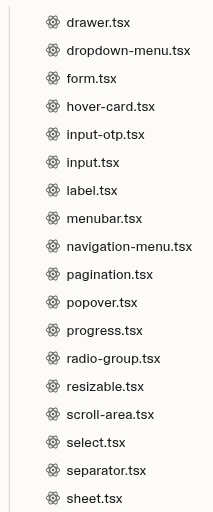 drawer.tsx
dropdown-menu.tsx
form.tsx
hover-card.tsx
input-otp.tsx
input.tsx
label.tsx
menubar.tsx
navigation-menu.tsx
pagination.tsx
popover.tsx
progress.tsx
radio-group.tsx
resizable.tsx
scroll-area.tsx
select.tsx
separator.tsx
sheet.tsx